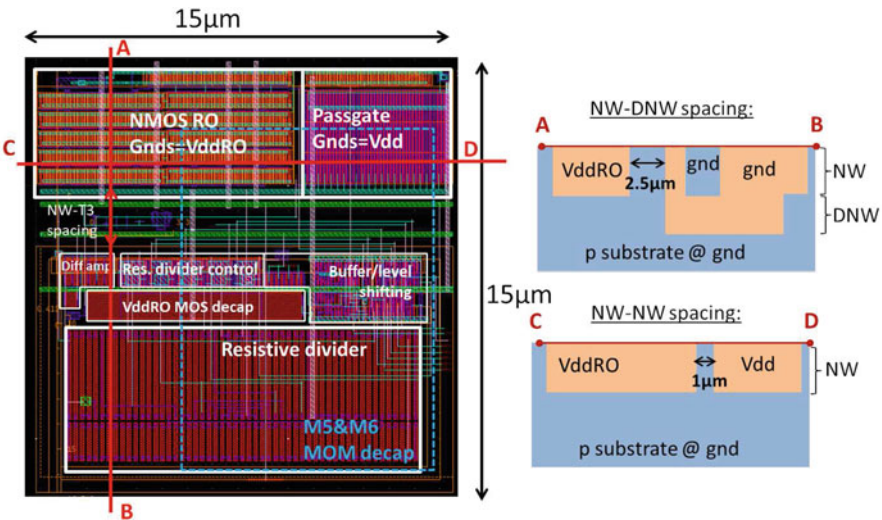 15µm
A
NMOS RO
Gnds=VddRO
Passgate
Gnds=Vdd
C
D
NW-T3
spacing
Diff amp
Res. divider control
Buffer/level
shifting
VddRO MOS decap
Resistive divider
M5&M6
MOM decap
B
15µm
NW-DNW spacing:
A
B
VddRO
2.5µm
gnd
gnd
NW
DNW
p substrate @ gnd
NW-NW spacing:
C
D
VddRO
1µm
Vdd
NW
p substrate @ gnd